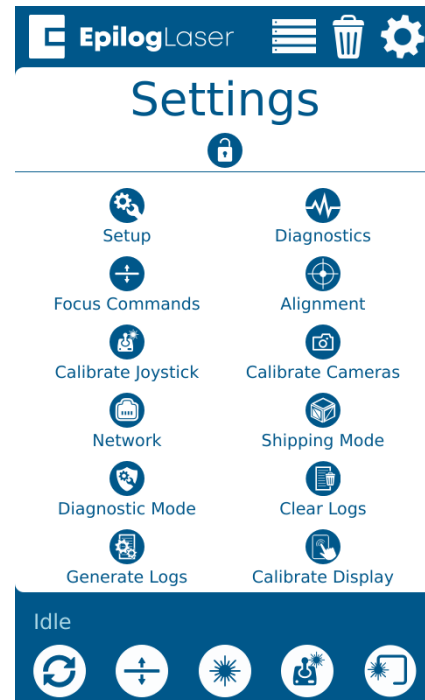 EpilogLaser
Settings
Setup
Diagnostics
Focus Commands
Alignment
Calibrate Joystick
Calibrate Cameras
Network
Shipping Mode
Diagnostic Mode
Clear Logs
Generate Logs
Calibrate Display
Idle